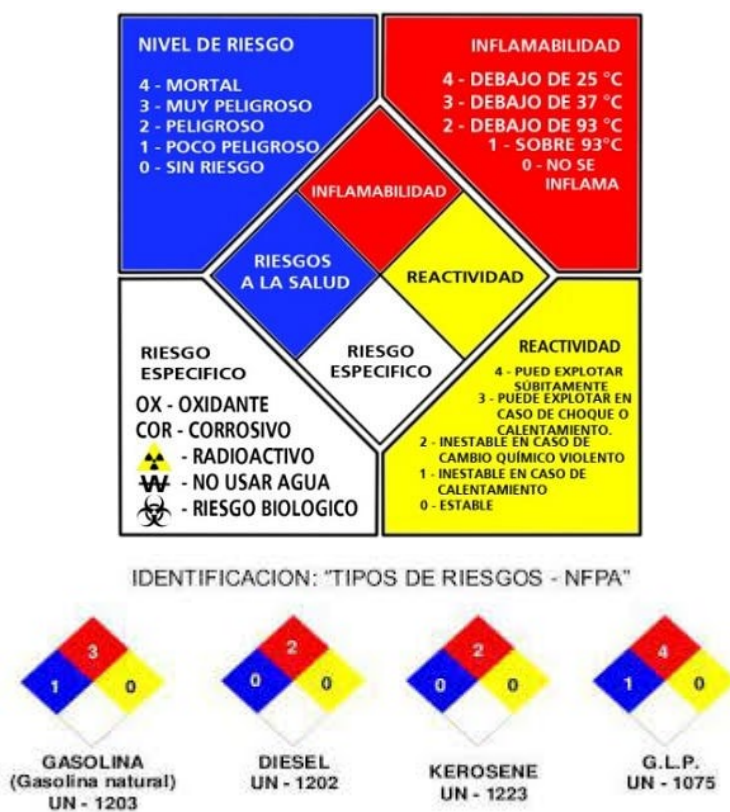 NIVEL DE RIESGO
4 - MORTAL
3 - MUY PELIGROSO
2 - PELIGROSO
1 - POCO PELIGROSO
0 - SIN RIESGO
INFLAMABILIDAD
4 - DEBAJO DE 25 °C
3 - DEBAJO DE 37 °C
2 - DEBAJO DE 93 °C
1 - SOBRE 93°C
0 - NO SE
INFLAMA
INFLAMABILIDAD
RIESGOS
A LA SALUD
REACTIVIDAD
RIESGO
ESPECIFICO
RIESGO
ESPECIFICO
OX - OXIDANTE
COR - CORROSIVO
- RADIOACTIVO
W - NO USAR AGUA
- RIESGO BIOLOGICO
REACTIVIDAD
4 - PUED EXPLOTAR
SÚBITAMENTE
3 - PUEDE EXPLOTAR EN
CASO DE CHOQUE O
CALENTAMIENTO.
2 - INESTABLE EN CASO DE
CAMBIO QUÍMICO VIOLENTO
1 - INESTABLE EN CASO DE
CALENTAMIENTO
0 - ESTABLE
IDENTIFICACION: "TIPOS DE RIESGOS - NFPA"
3
1 0
GASOLINA
(Gasolina natural)
UN - 1203
2
0 0
DIESEL
UN - 1202
2
0 0
KEROSENE
UN - 1223
4
1 0
G.L.P.
UN - 1075